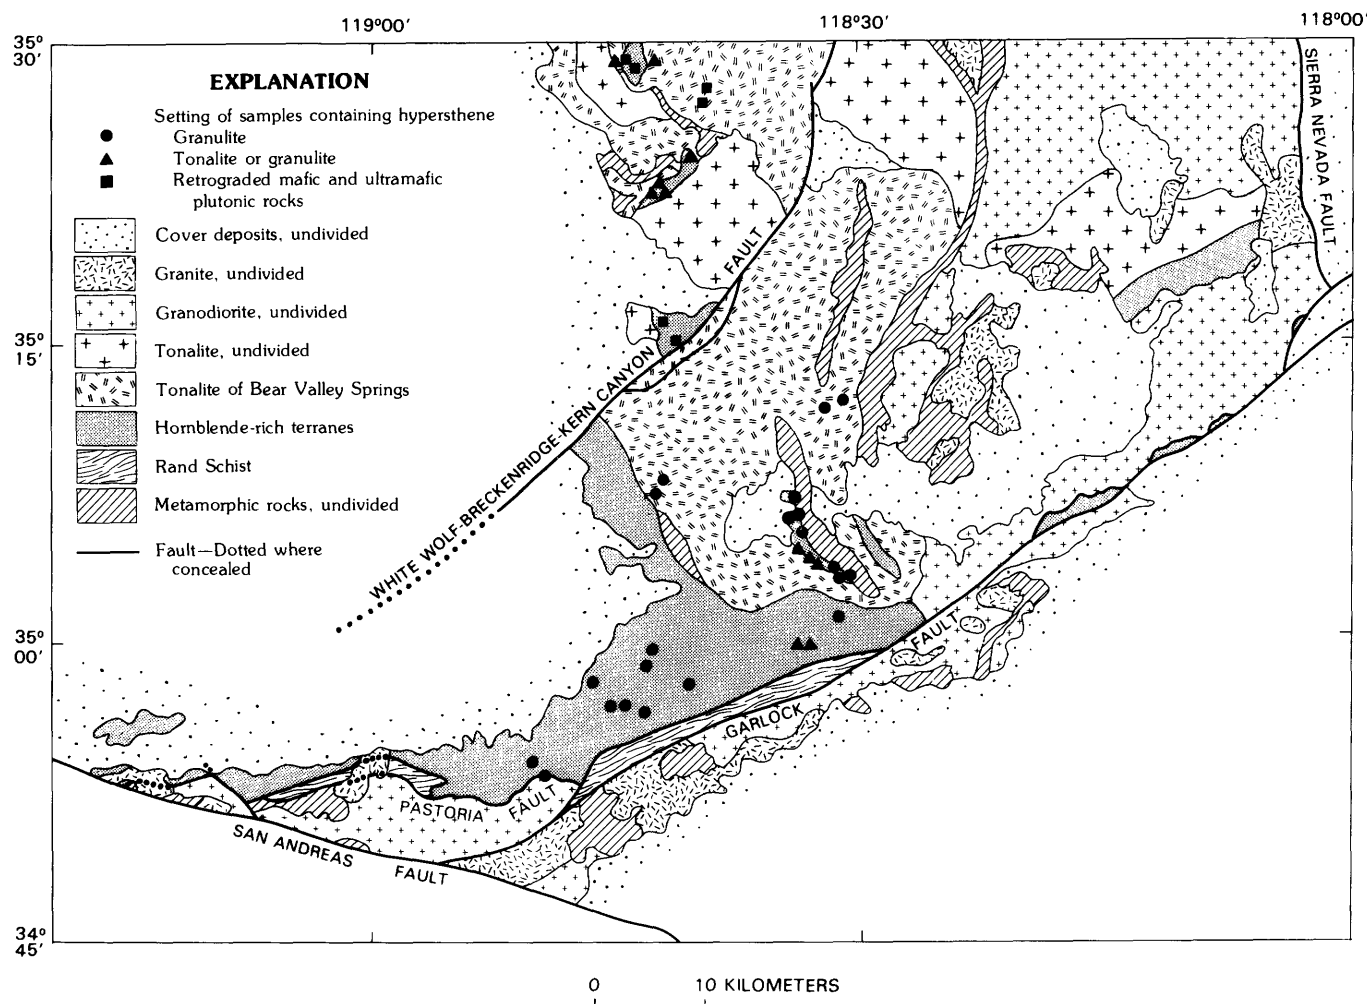 119°00'
118°30'
118°00'
35°
30'
EXPLANATION
Setting of samples containing hypersthene
Granulite
Tonalite or granulite
Retrograded mafic and ultramafic
plutonic rocks
Cover deposits, undivided
Granite, undivided
Granodiorite, undivided
Tonalite, undivided
Tonalite of Bear Valley Springs
Hornblende-rich terranes
Rand Schist
Metamorphic rocks, undivided
Fault—Dotted where
concealed
SIERRA NEVADA FAULT
35°
15'
WHITE WOLF-BRECKENRIDGE-KERN CANYON FAULT
35°
00'
GARLOCK FAULT
PASTORIA FAULT
SAN ANDREAS FAULT
34°
45'
0 10 KILOMETERS